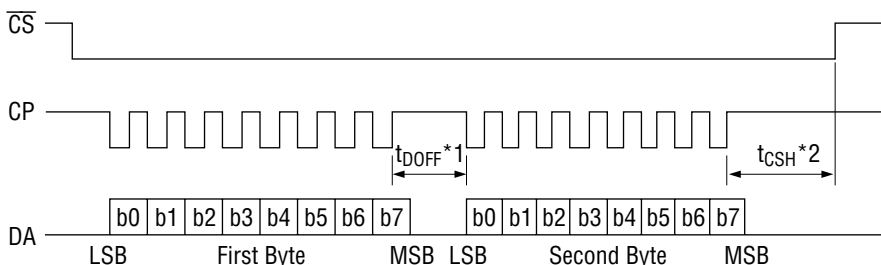 CS
CP
tDOFF*1
tCSH*2
DA
b0 b1 b2 b3 b4 b5 b6 b7 b0 b1 b2 b3 b4 b5 b6 b7
LSB First Byte MSB LSB Second Byte MSB